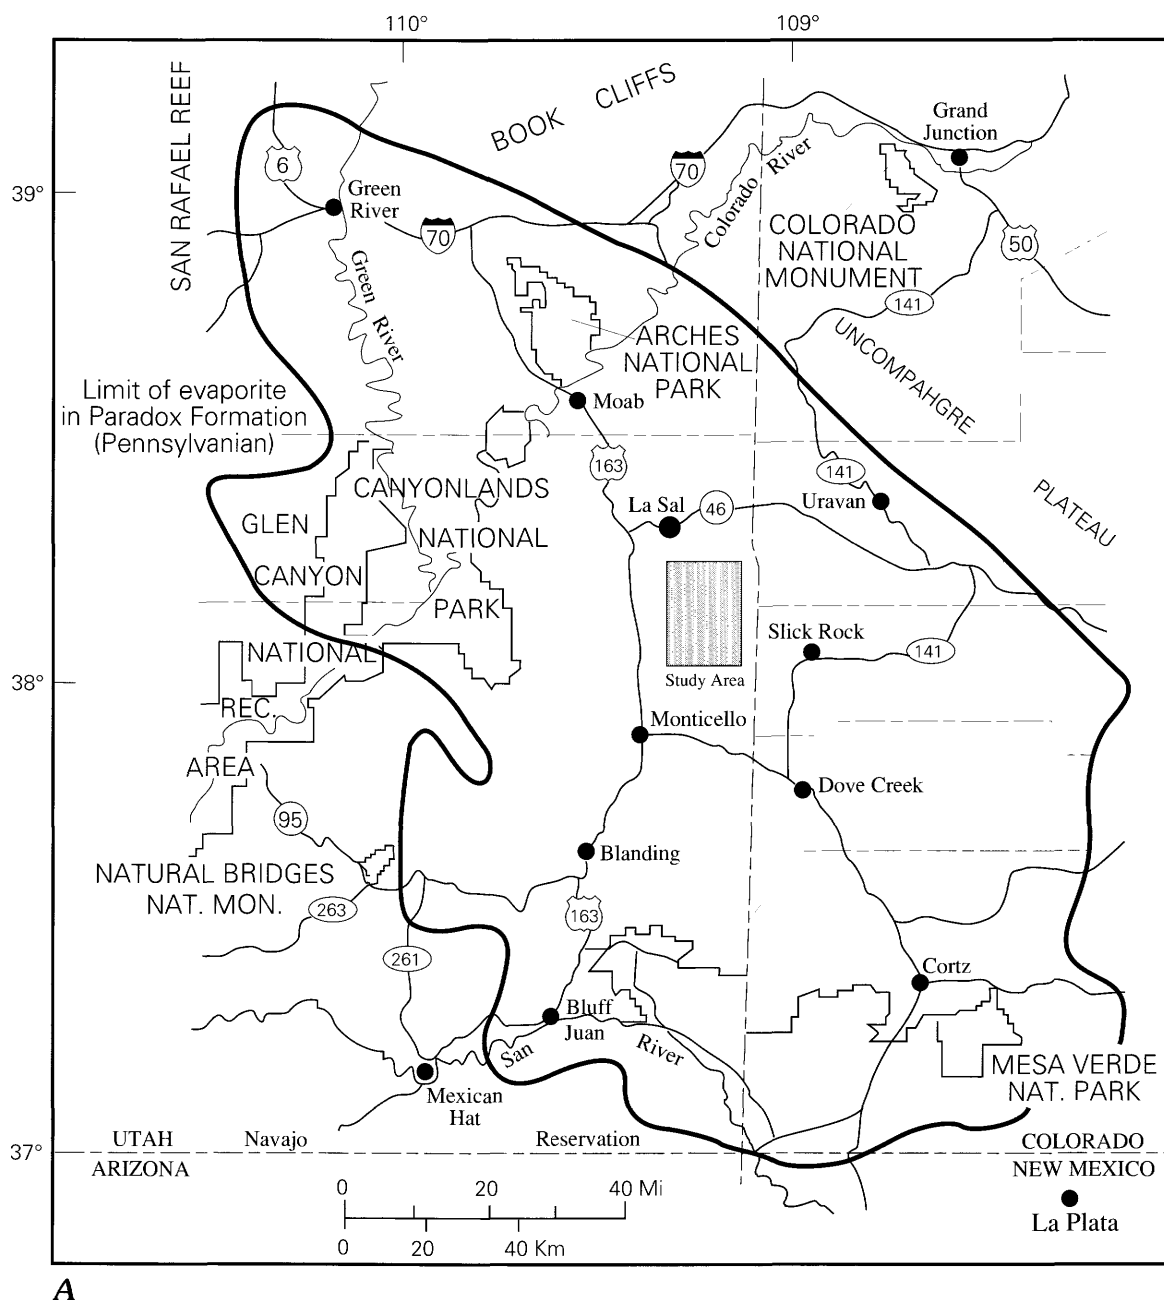 110°
109°
SAN RAFAEL REEF
BOOK CLIFFS
Grand
Junction
6
70
Colorado River
39°
Green
River
70
COLORADO
NATIONAL
MONUMENT
50
Green River
141
ARCHES
NATIONAL
PARK
UNCOMPAHGRE
Limit of evaporite
in Paradox Formation
(Pennsylvanian)
Moab
163
141
CANYONLANDS
La Sal
46
Uravan
PLATEAU
GLEN
NATIONAL
CANYON
PARK
Slick Rock
NATIONAL
141
38°
Study Area
REC.
Monticello
AREA
Dove Creek
95
Blanding
NATURAL BRIDGES
NAT. MON.
263
163
261
Cortz
Bluff
San Juan River
MESA VERDE
NAT. PARK
Mexican
Hat
37°
UTAH
Navajo
Reservation
COLORADO
ARIZONA
NEW MEXICO
0 20 40 Mi
La Plata
0 20 40 Km
A